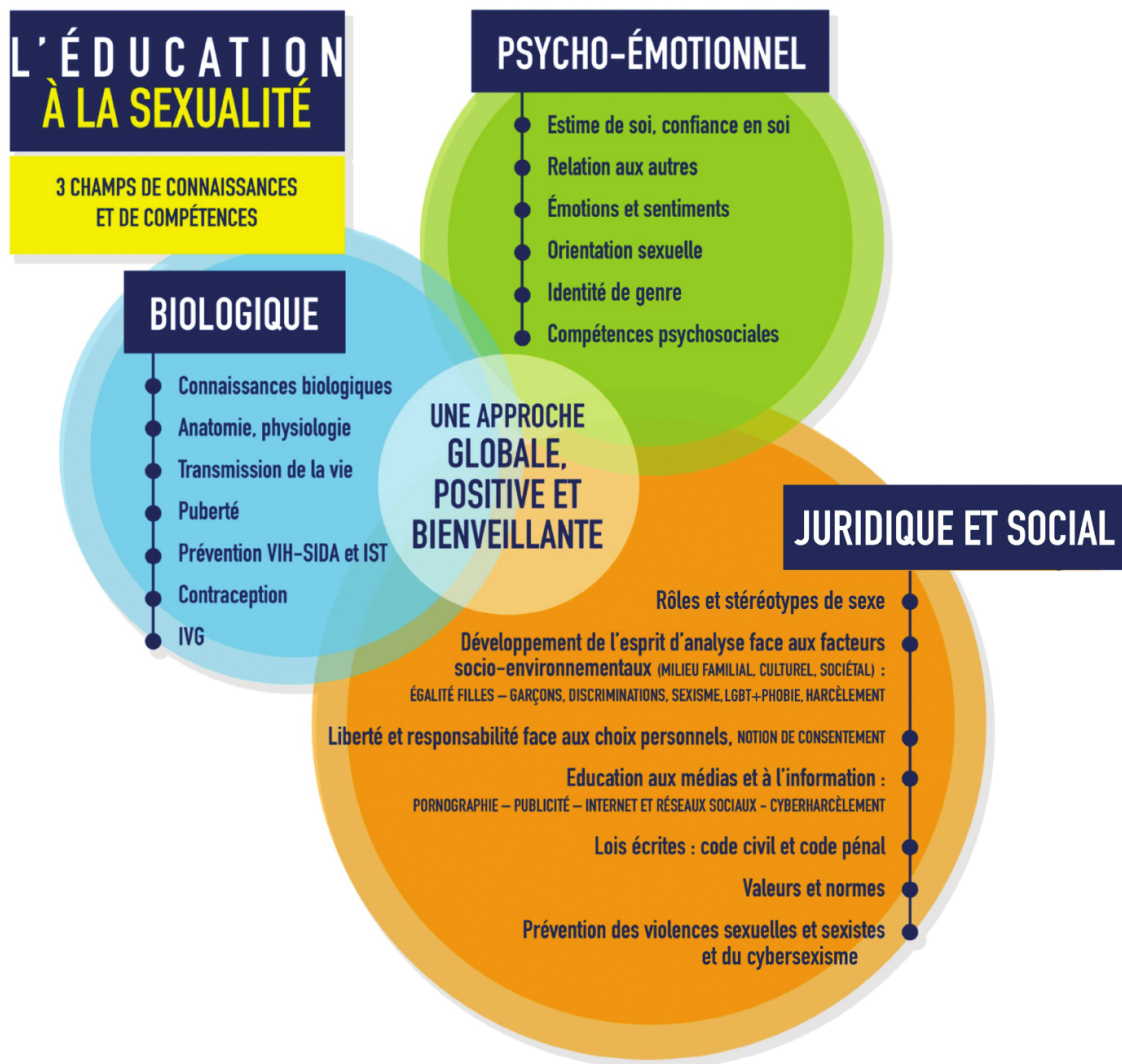 L'ÉDUCATION
À LA SEXUALITÉ
3 CHAMPS DE CONNAISSANCES
ET DE COMPÉTENCES
PSYCHO-ÉMOTIONNEL
Estime de soi, confiance en soi
Relation aux autres
Émotions et sentiments
Orientation sexuelle
Identité de genre
Compétences psychosociales
BIOLOGIQUE
Connaissances biologiques
Anatomie, physiologie
Transmission de la vie
Puberté
Prévention VIH-SIDA et IST
Contraception
IVG
UNE APPROCHE
GLOBALE,
POSITIVE ET
BIENVEILLANTE
JURIDIQUE ET SOCIAL
Rôles et stéréotypes de sexe
Développement de l'esprit d'analyse face aux facteurs
socio-environnementaux (MILIEU FAMILIAL, CULTUREL, SOCIÉTAL) :
ÉGALITÉ FILLES – GARÇONS, DISCRIMINATIONS, SEXISME, LGBT+PHOBIE, HARCÈLEMENT
Liberté et responsabilité face aux choix personnels, NOTION DE CONSENTEMENT
Education aux médias et à l'information :
PORNOGRAPHIE – PUBLICITÉ – INTERNET ET RÉSEAUX SOCIAUX - CYBERHARCÈLEMENT
Lois écrites : code civil et code pénal
Valeurs et normes
Prévention des violences sexuelles et sexistes
et du cybersexisme